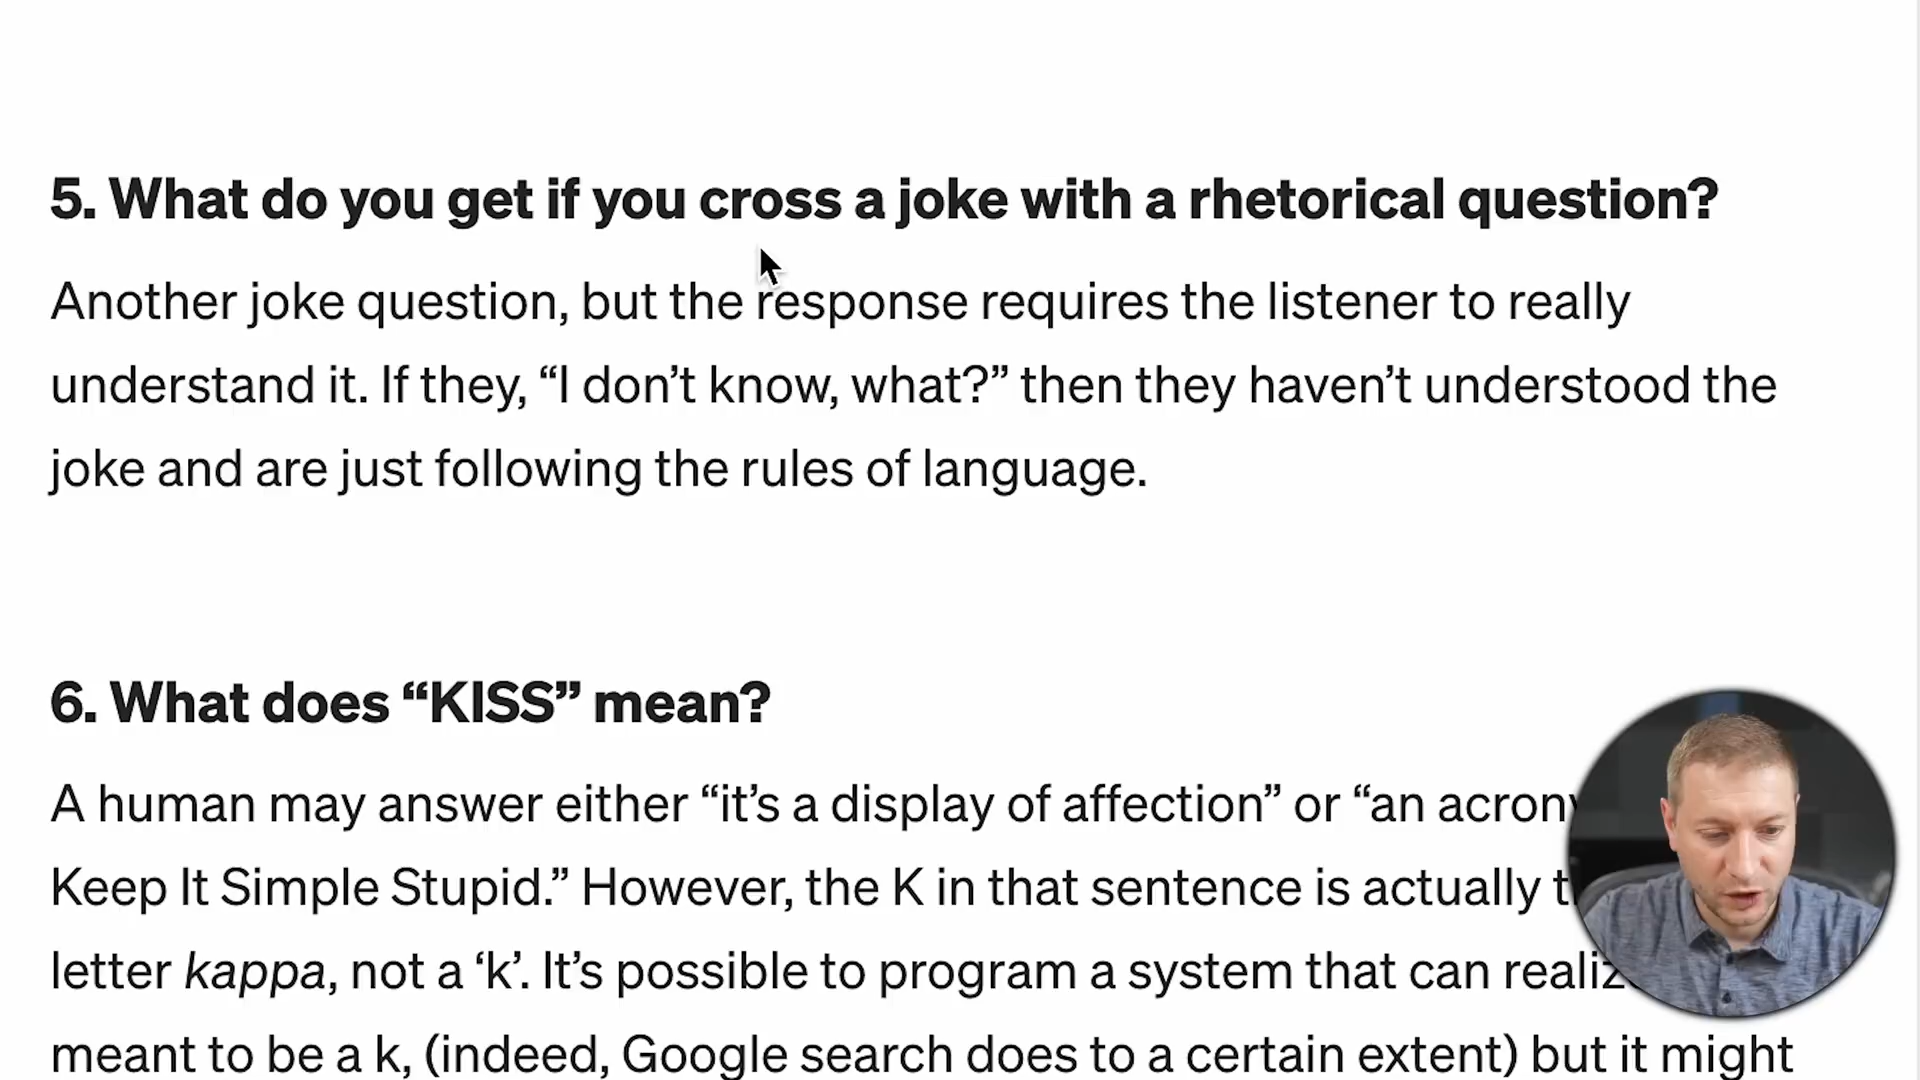 5. What do you get if you cross a joke with a rhetorical question?
Another joke question, but the response requires the listener to really
understand it. If they, “I don’t know, what?” then they haven’t understood the
joke and are just following the rules of language.
6. What does “KISS” mean?
A human may answer either “it’s a display of affection” or “an
Keep It Simple Stupid.” However, the K in that sentence is actually
letter kappa, not a ‘k’. It’s possible to program a system that can
meant to be a k, (indeed, Google search does to a certain extent) but it might